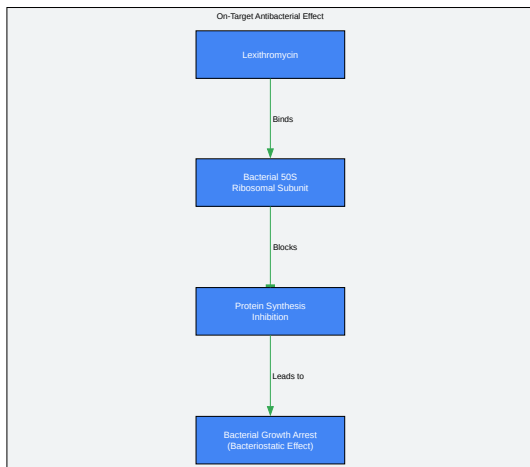 On-Target Antibacterial Effect
Lexithromycin
Binds
Bacterial 50S
Ribosomal Subunit
Blocks
Protein Synthesis
Inhibition
Leads to
Bacterial Growth Arrest
(Bacteriostatic Effect)